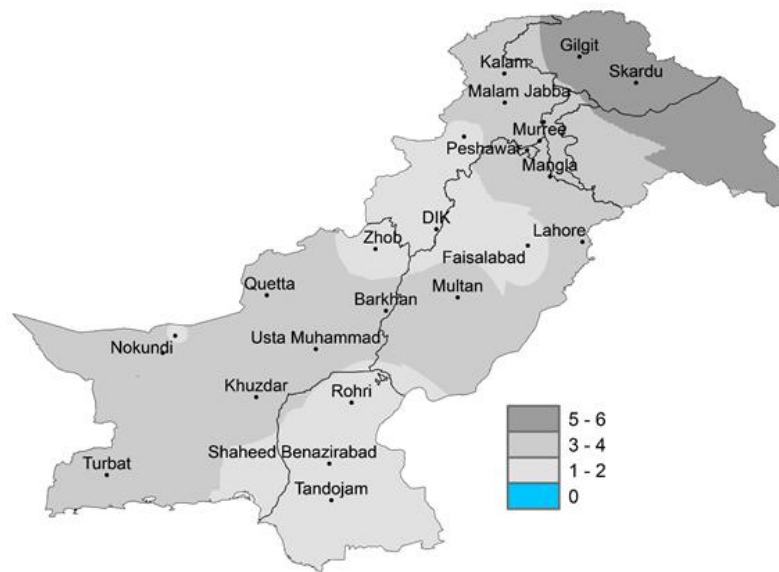 Gilgit
Kalam
Skardu
Malam Jabba
Murree
Peshawar
Mangla
DIK
Zhob
Lahore
Faisalabad
Quetta
Multan
Barkhan
Usta Muhammad
Nokundi
Khuzdar
Rohri
Shaheed Benazirabad
Turbat
Tandojam
5 - 6
3 - 4
1 - 2
0